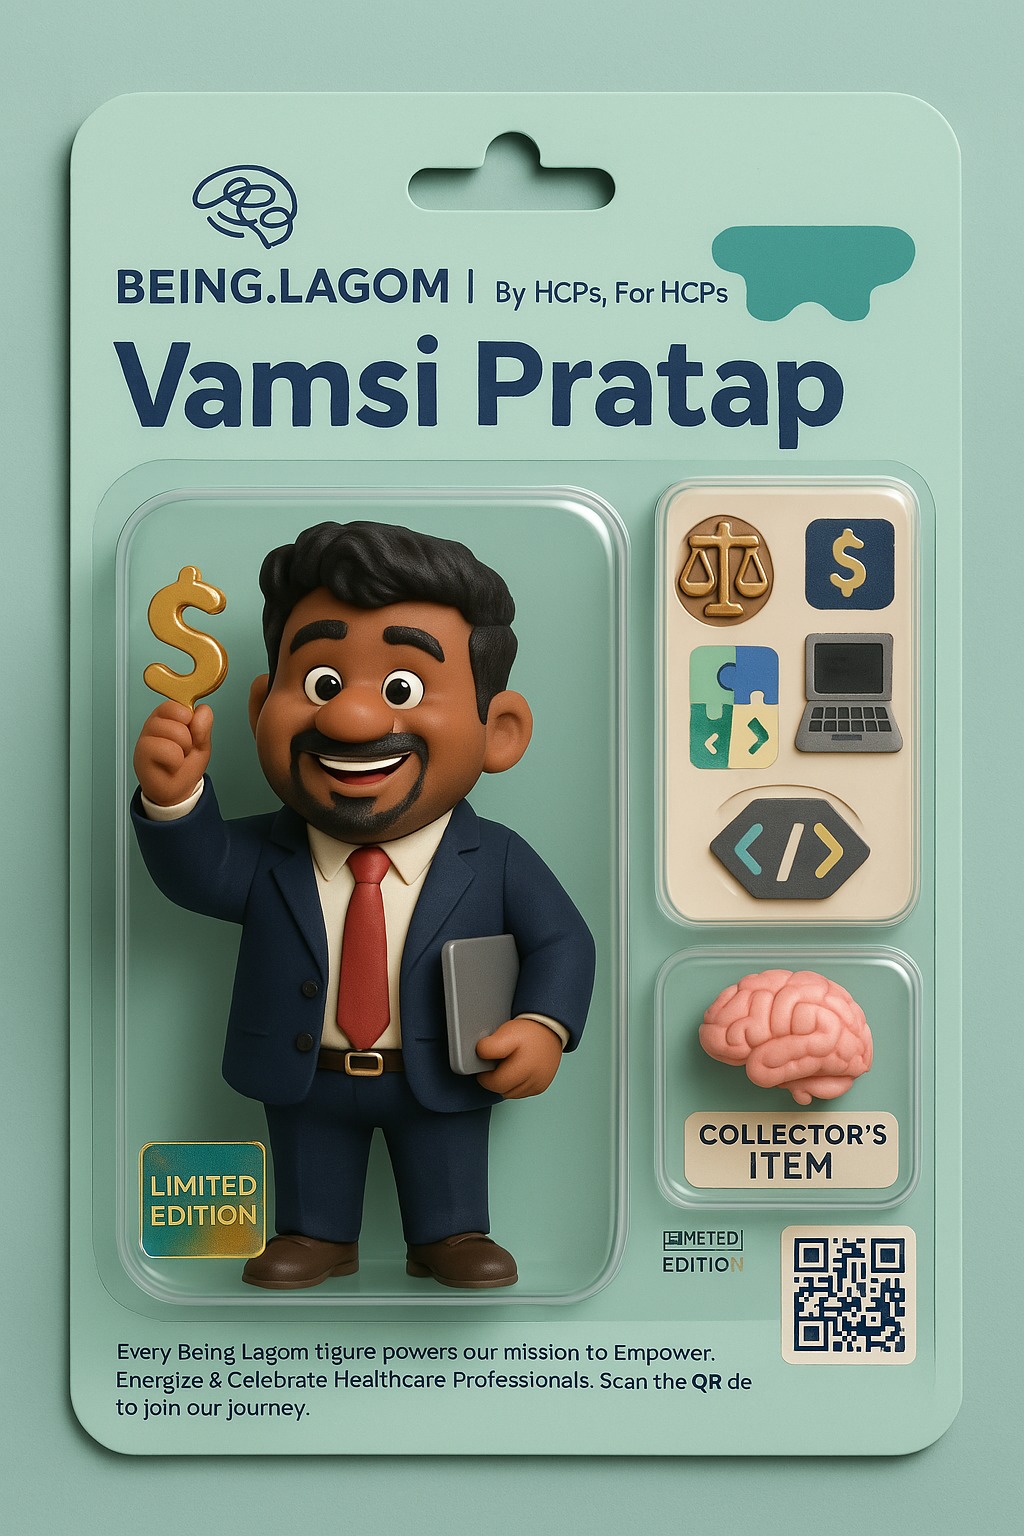 BEING.LAGOM | By HCPs, For HCPs
Vamsi Pratap
LIMITED
EDITION
COLLECTOR'S
ITEM
METED
EDITION
Every Being Lagom tigure powers our mission to Empower.
Energize & Celebrate Healthcare Professionals. Scan the QR de
to join our journey.